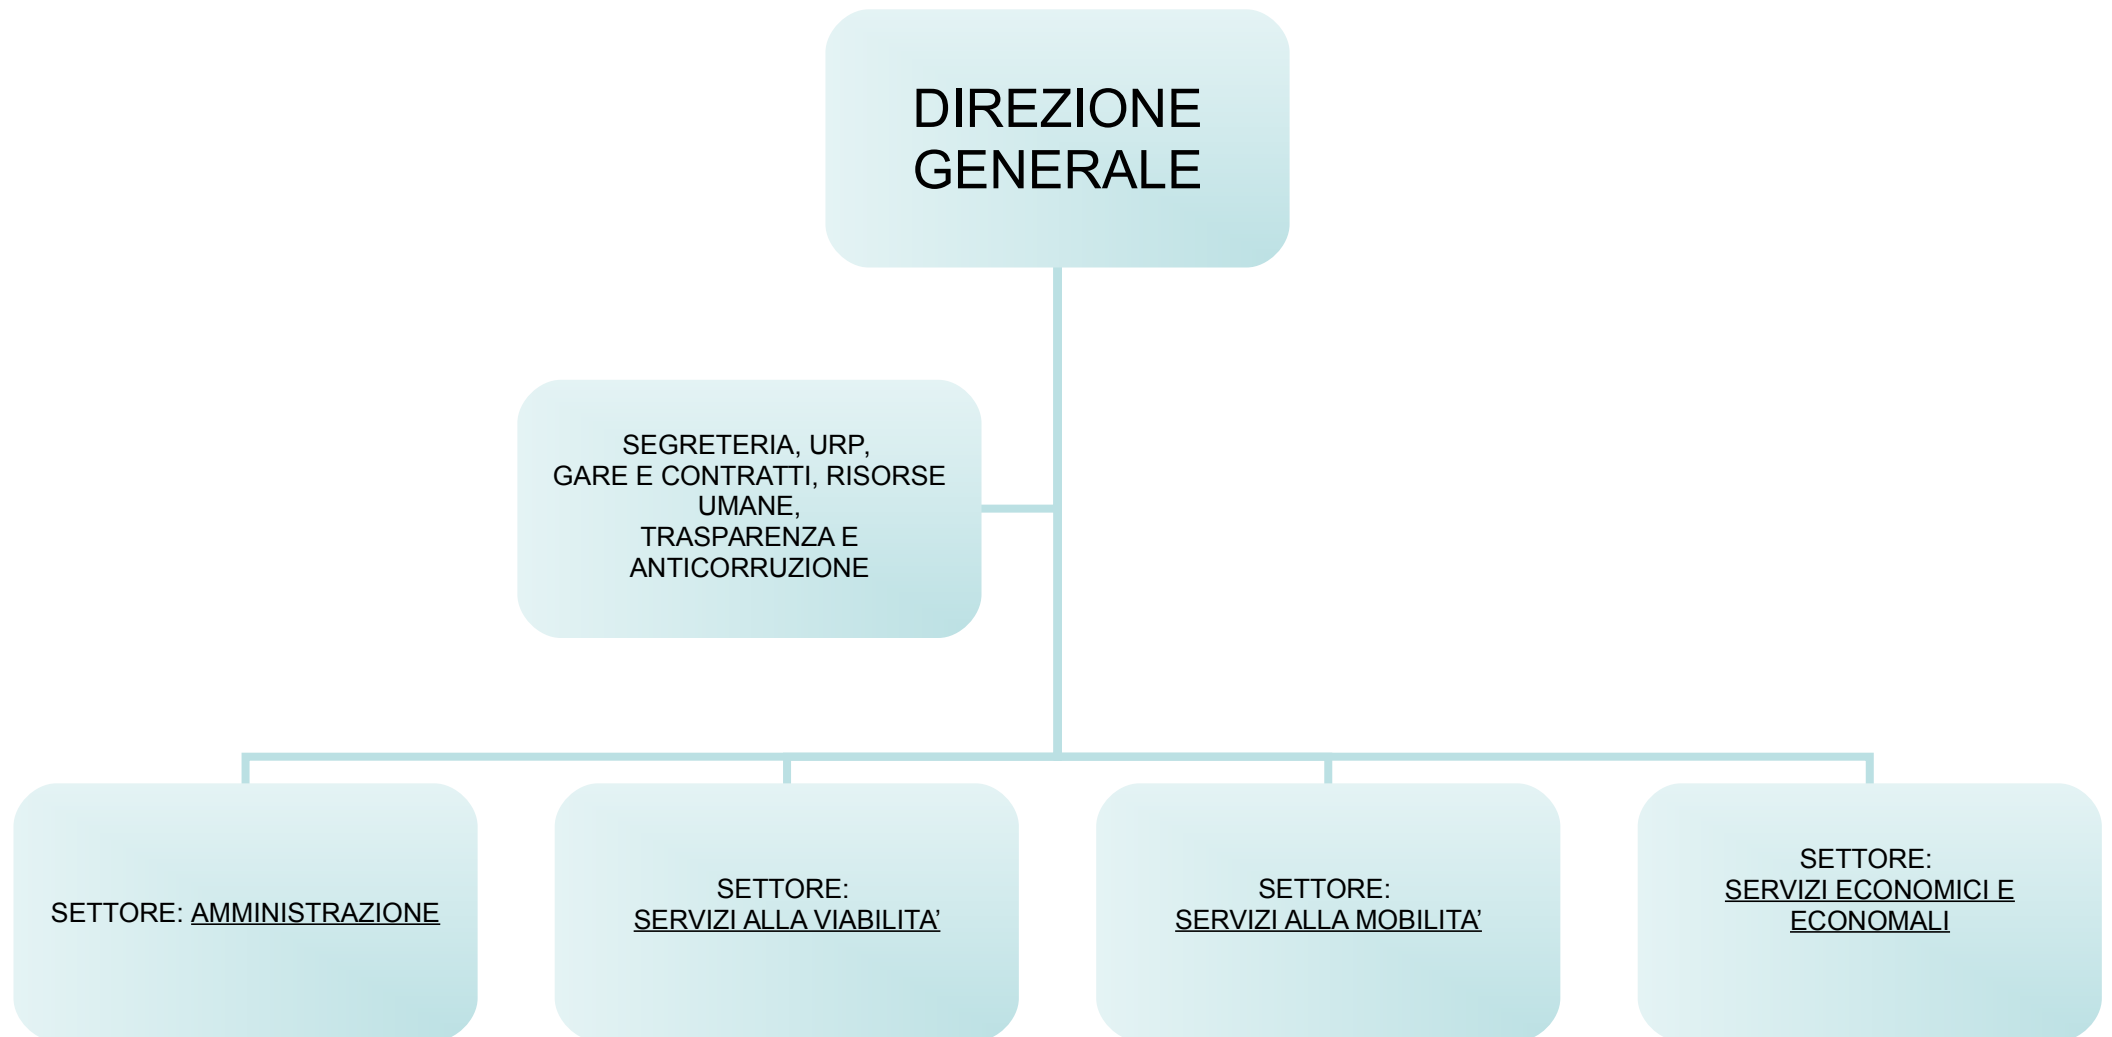 DIREZIONE
GENERALE
SEGRETERIA, URP,
GARE E CONTRATTI, RISORSE
UMANE,
TRASPARENZA E
ANTICORRUZIONE
SETTORE: AMMINISTRAZIONE
SETTORE:
SERVIZI ALLA VIABILITA’
SETTORE:
SERVIZI ALLA MOBILITA’
SETTORE:
SERVIZI ECONOMICI E
ECONOMALI